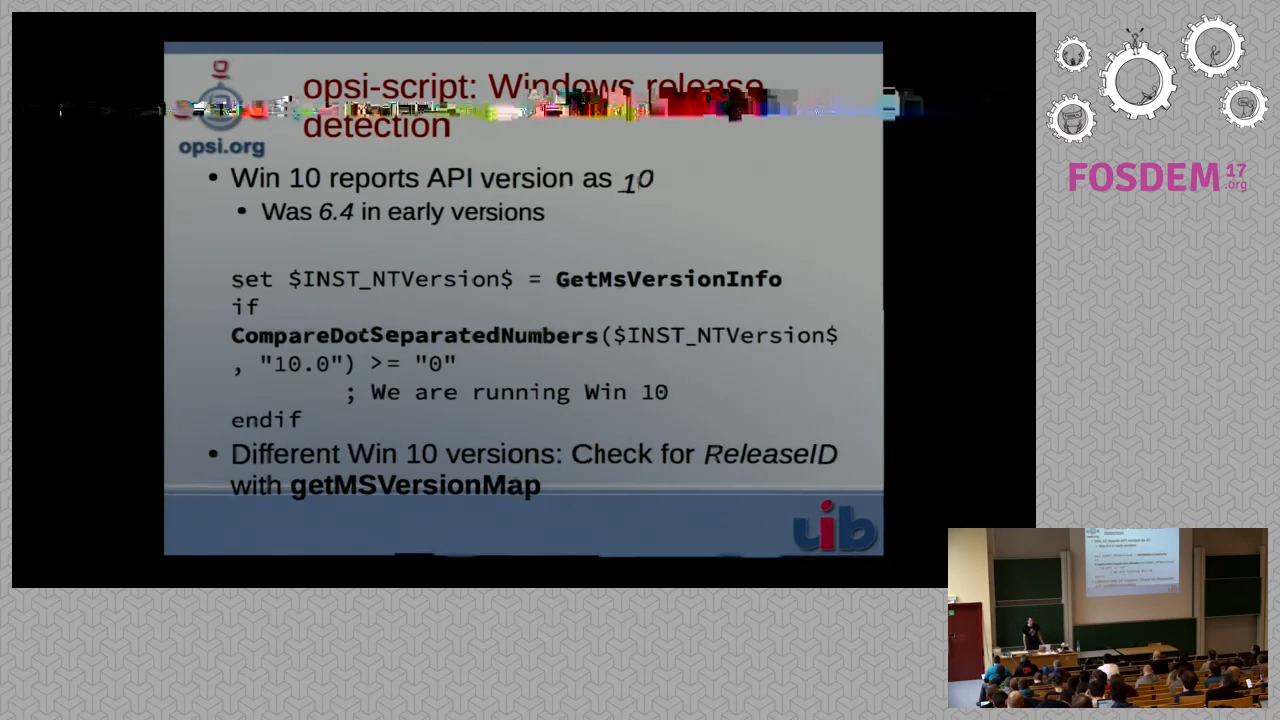 opsi-script: Windows release
detection
opsi.org
• Win 10 reports API version as 10
• Was 6.4 in early versions
set $INST_NTVersion$ = GetMsVersionInfo
if
CompareDotSeparatedNumbers($INST_NTVersion$
, "10.0") >= "0"
; We are running Win 10
endif
• Different Win 10 versions: Check for ReleaseID
with getMSVersionMap
uib
FOSDEM 17
.org